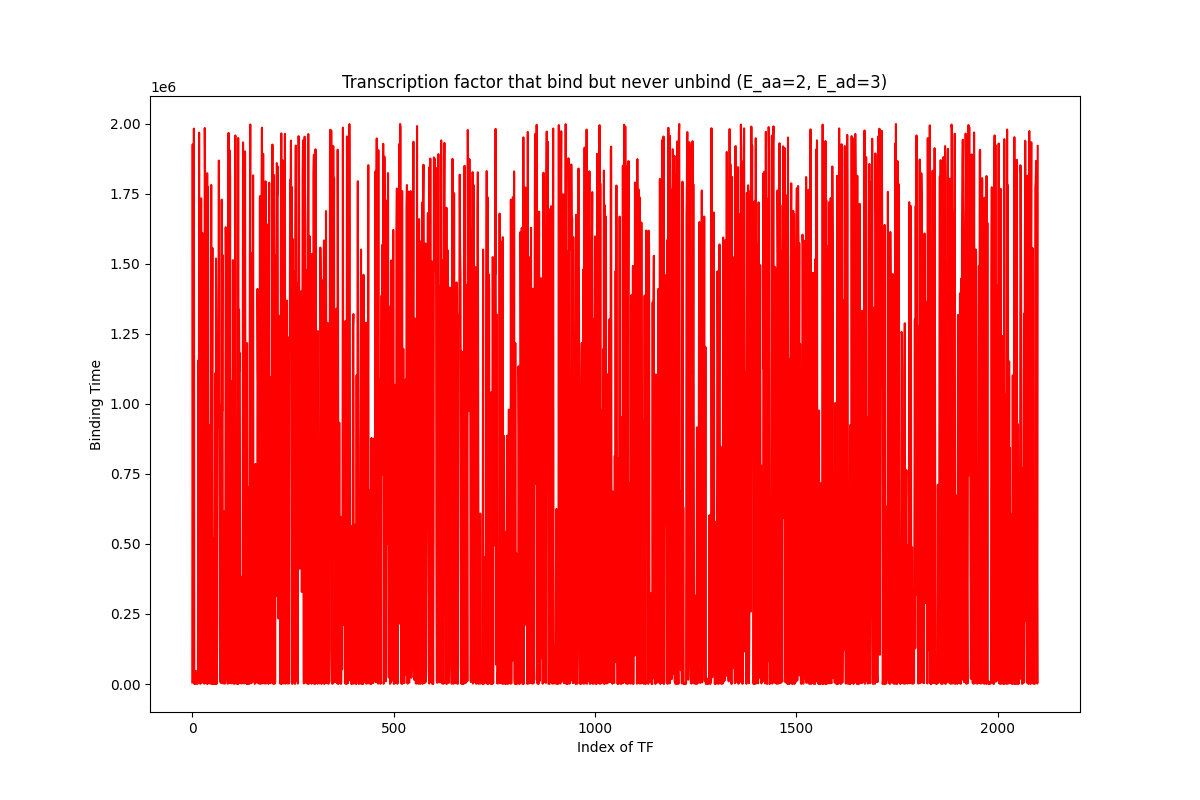 Transcription factor that bind but never unbind (E_aa=2, E_ad=3)
1e6
2.00
1.75
1.50
1.25
1.00
0.75
0.50
0.25
0.00
Binding Time
0 500 1000 1500 2000
Index of TF